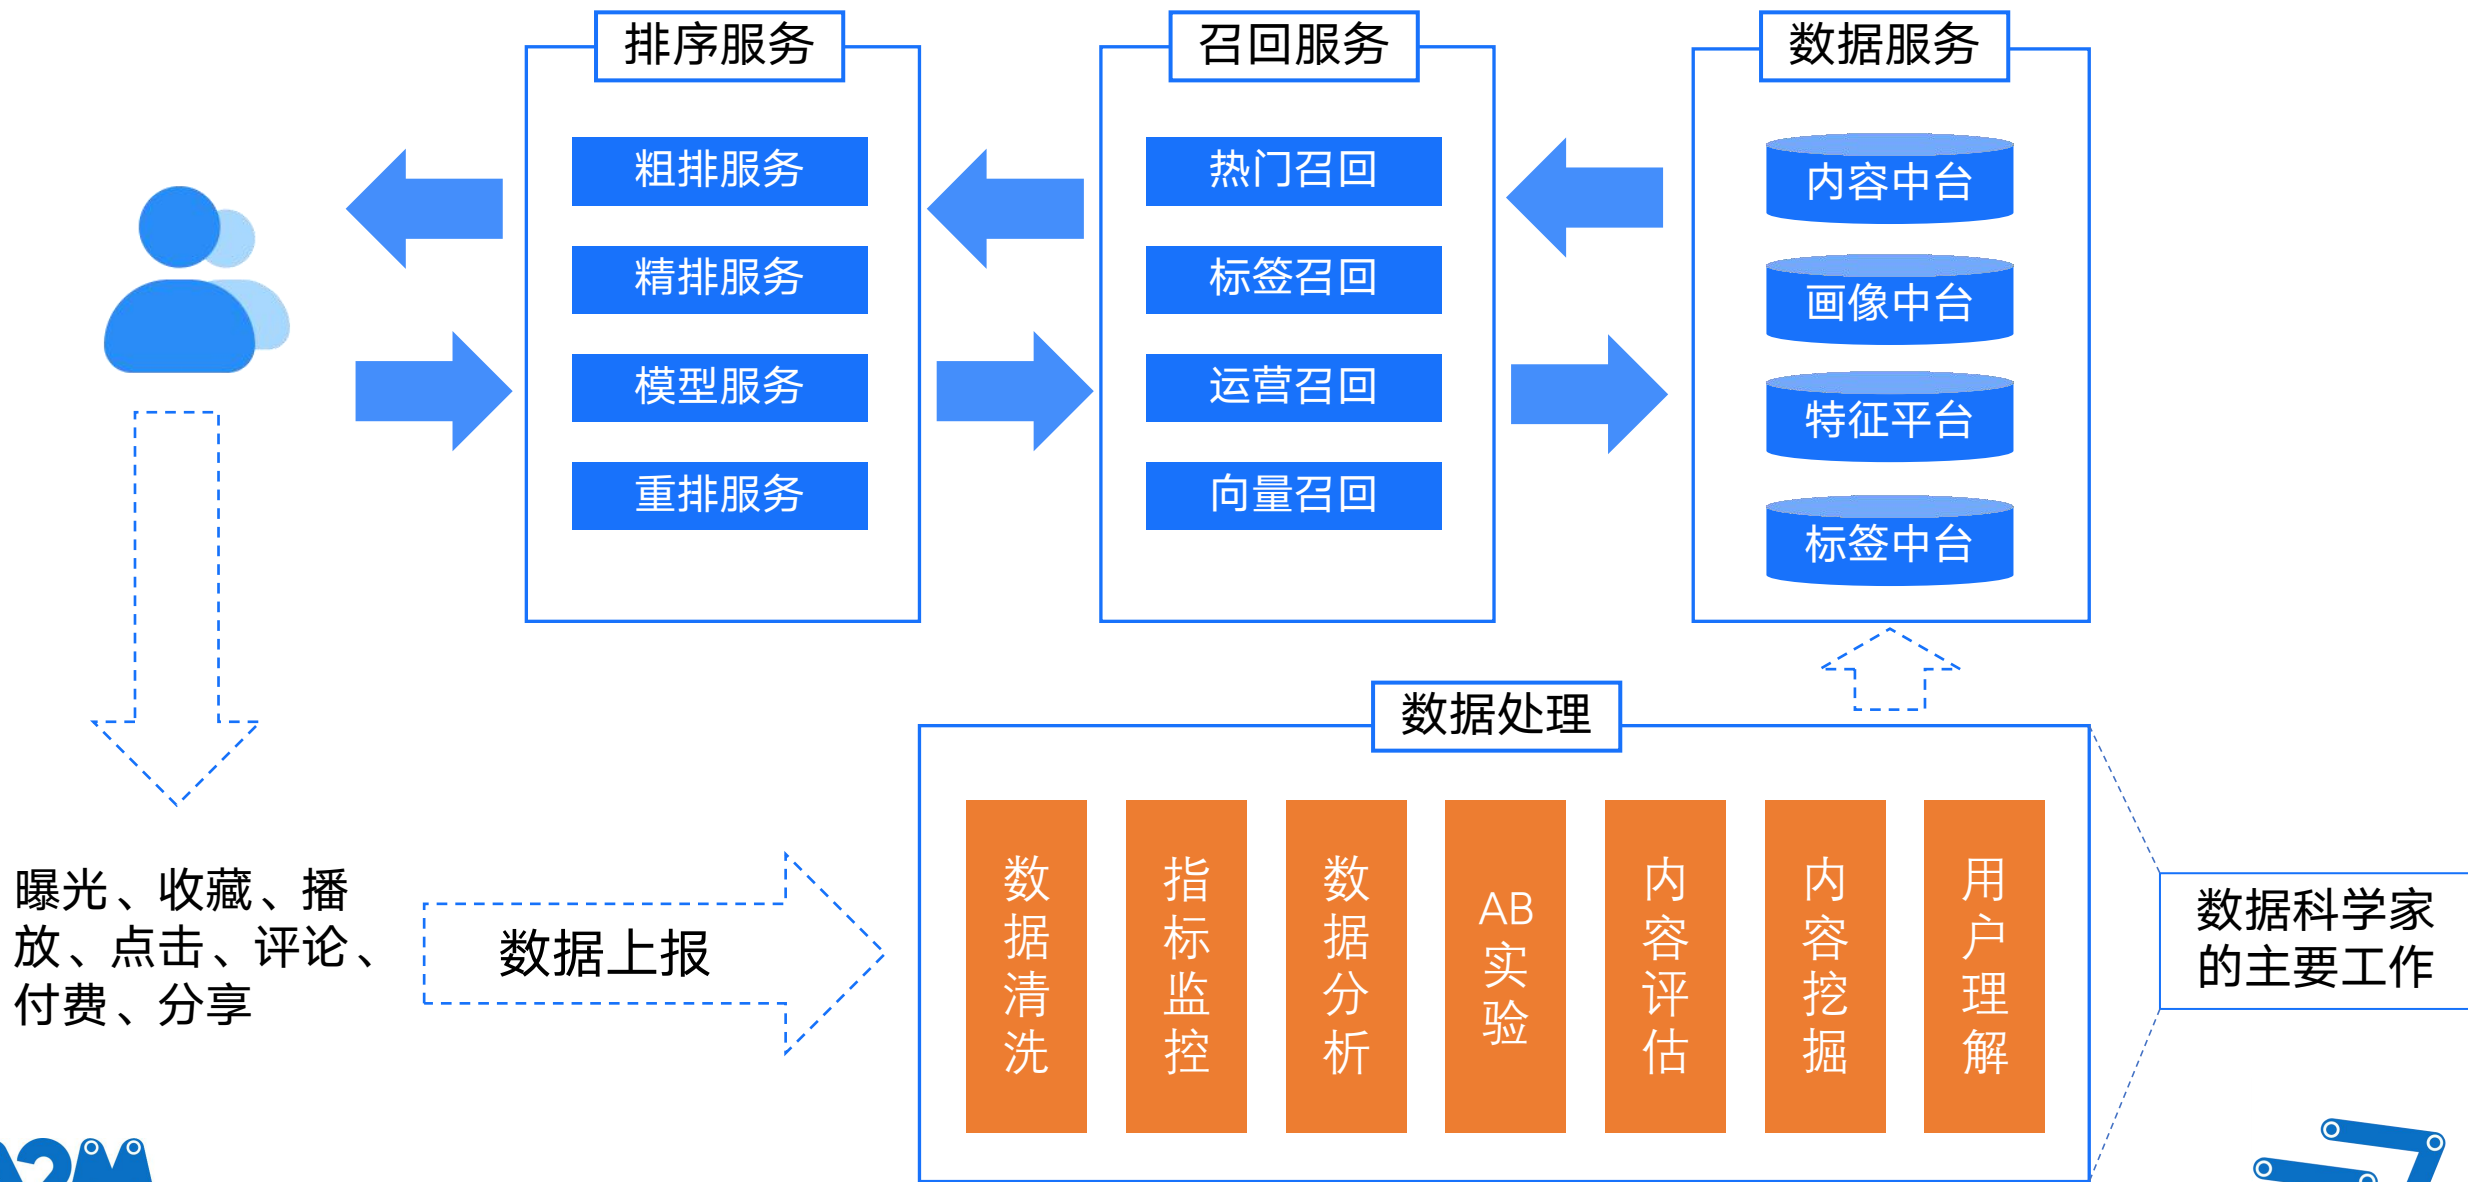 排序服务
粗排服务
精排服务
模型服务
重排服务
召回服务
热门召回
标签召回
运营召回
向量召回
数据服务
内容中台
画像中台
特征平台
标签中台
曝光、收藏、播
放、点击、评论、
付费、分享
数据上报
数据处理
数据清洗
指标监控
数据分析
AB
实验
内容评估
内容挖掘
用户理解
数据科学家
的主要工作